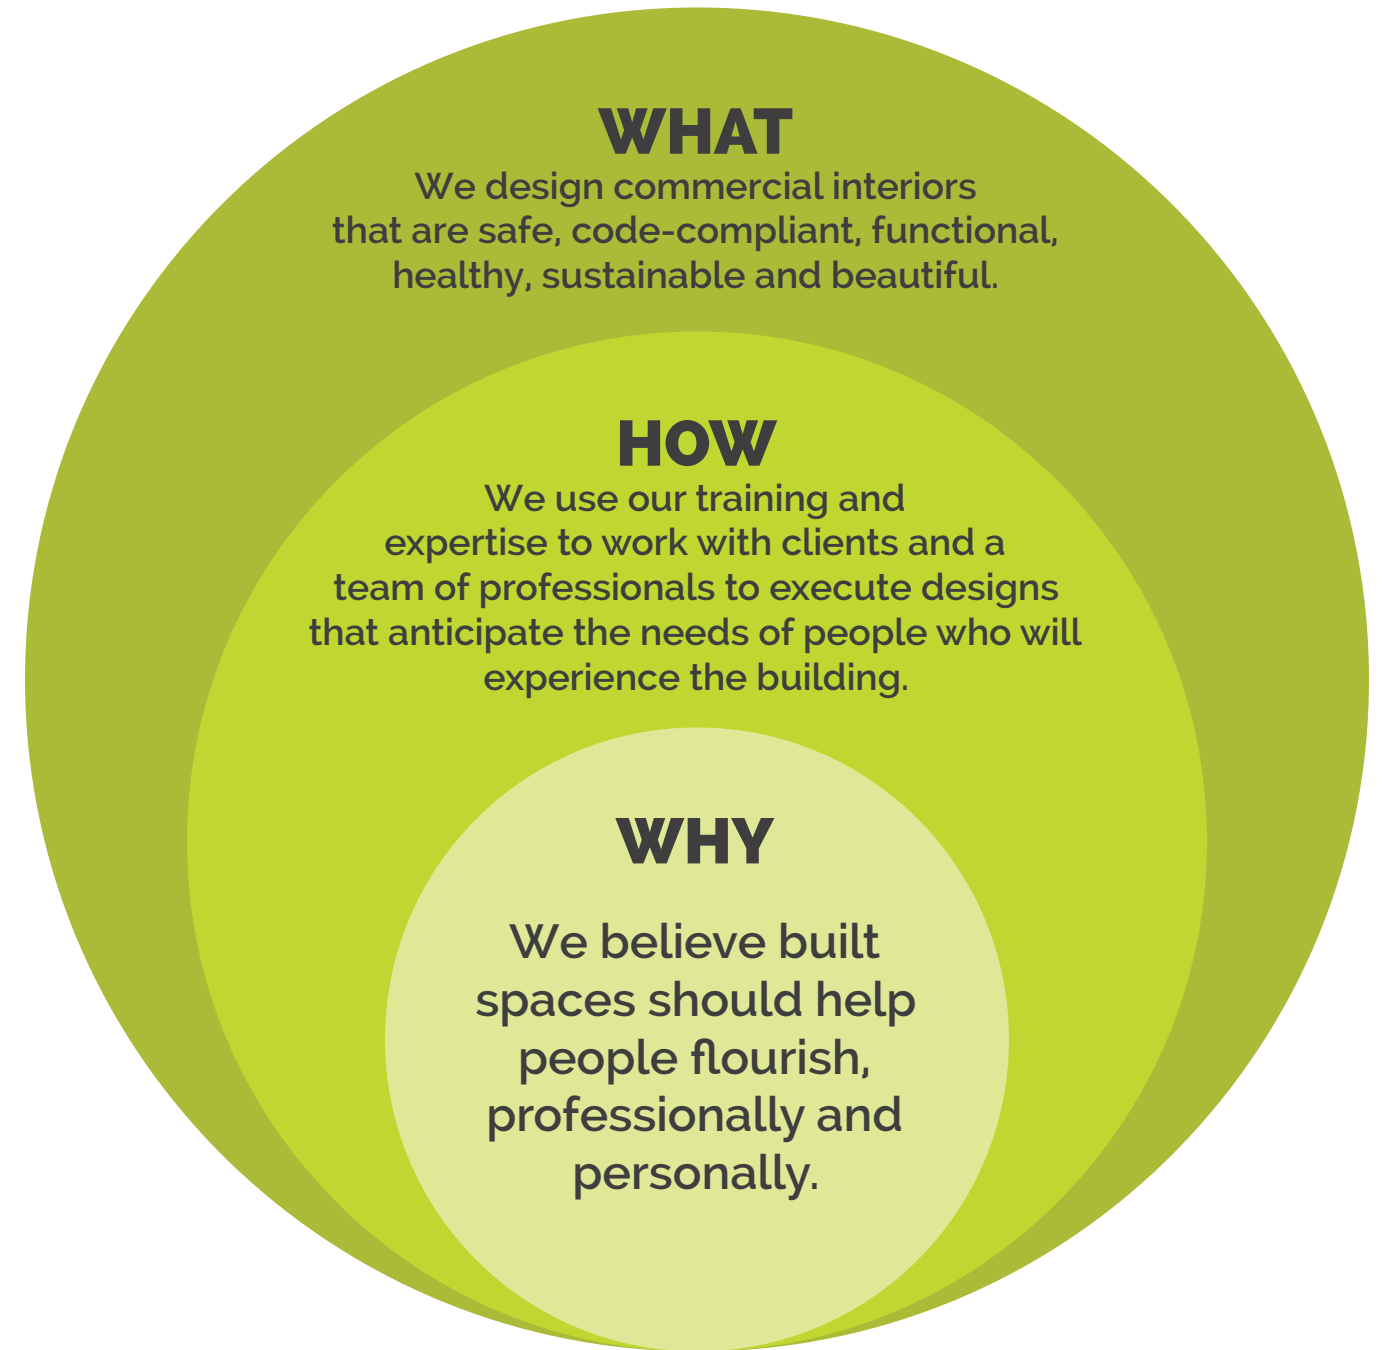 WHAT
We design commercial interiors
that are safe, code-compliant, functional,
healthy, sustainable and beautiful.
HOW
We use our training and
expertise to work with clients and a
team of professionals to execute designs
that anticipate the needs of people who will
experience the building.
WHY
We believe built
spaces should help
people flourish,
professionally and
personally.